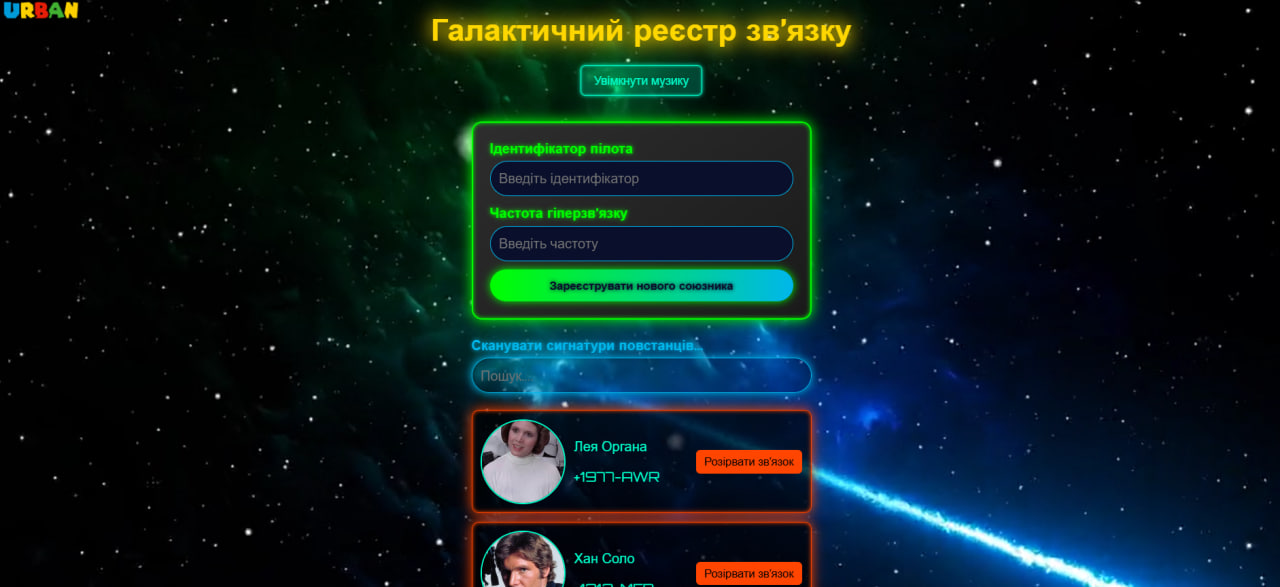 URBAN
Галактичний реєстр зв'язку
Увімкнути музику
Ідентифікатор пілота
Введіть ідентифікатор
Частота гіперзв'язку
Введіть частоту
Зареєструвати нового союзника
Сканувати сигнатури повстанців...
Пошук...
Лея Органа
+1977-AWR
Розірвати зв'язок
Хан Соло
Розірвати зв'язок